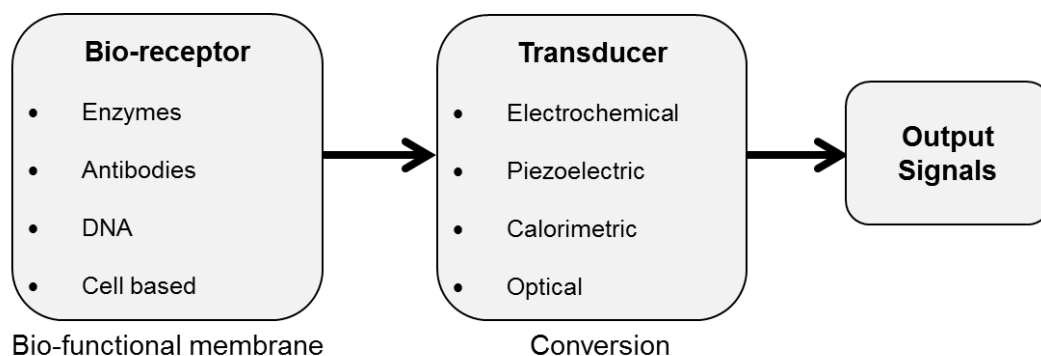 Bio-receptor
• Enzymes
• Antibodies
• DNA
• Cell based
Bio-functional membrane
Transducer
• Electrochemical
• Piezoelectric
• Calorimetric
• Optical
Conversion
Output
Signals